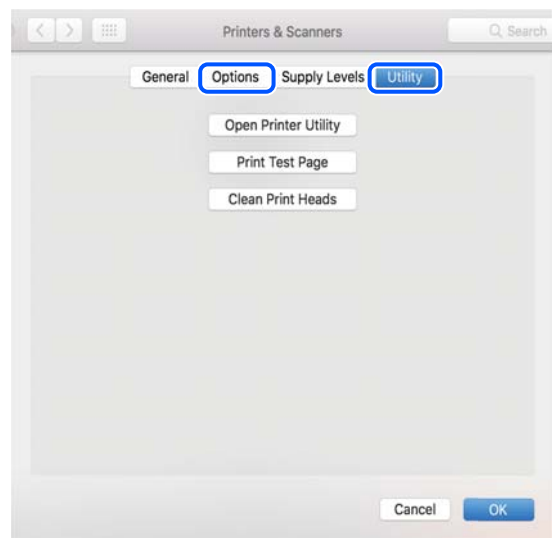 Printers & Scanners
Search
General Options Supply Levels Utility
Open Printer Utility
Print Test Page
Clean Print Heads
Cancel OK